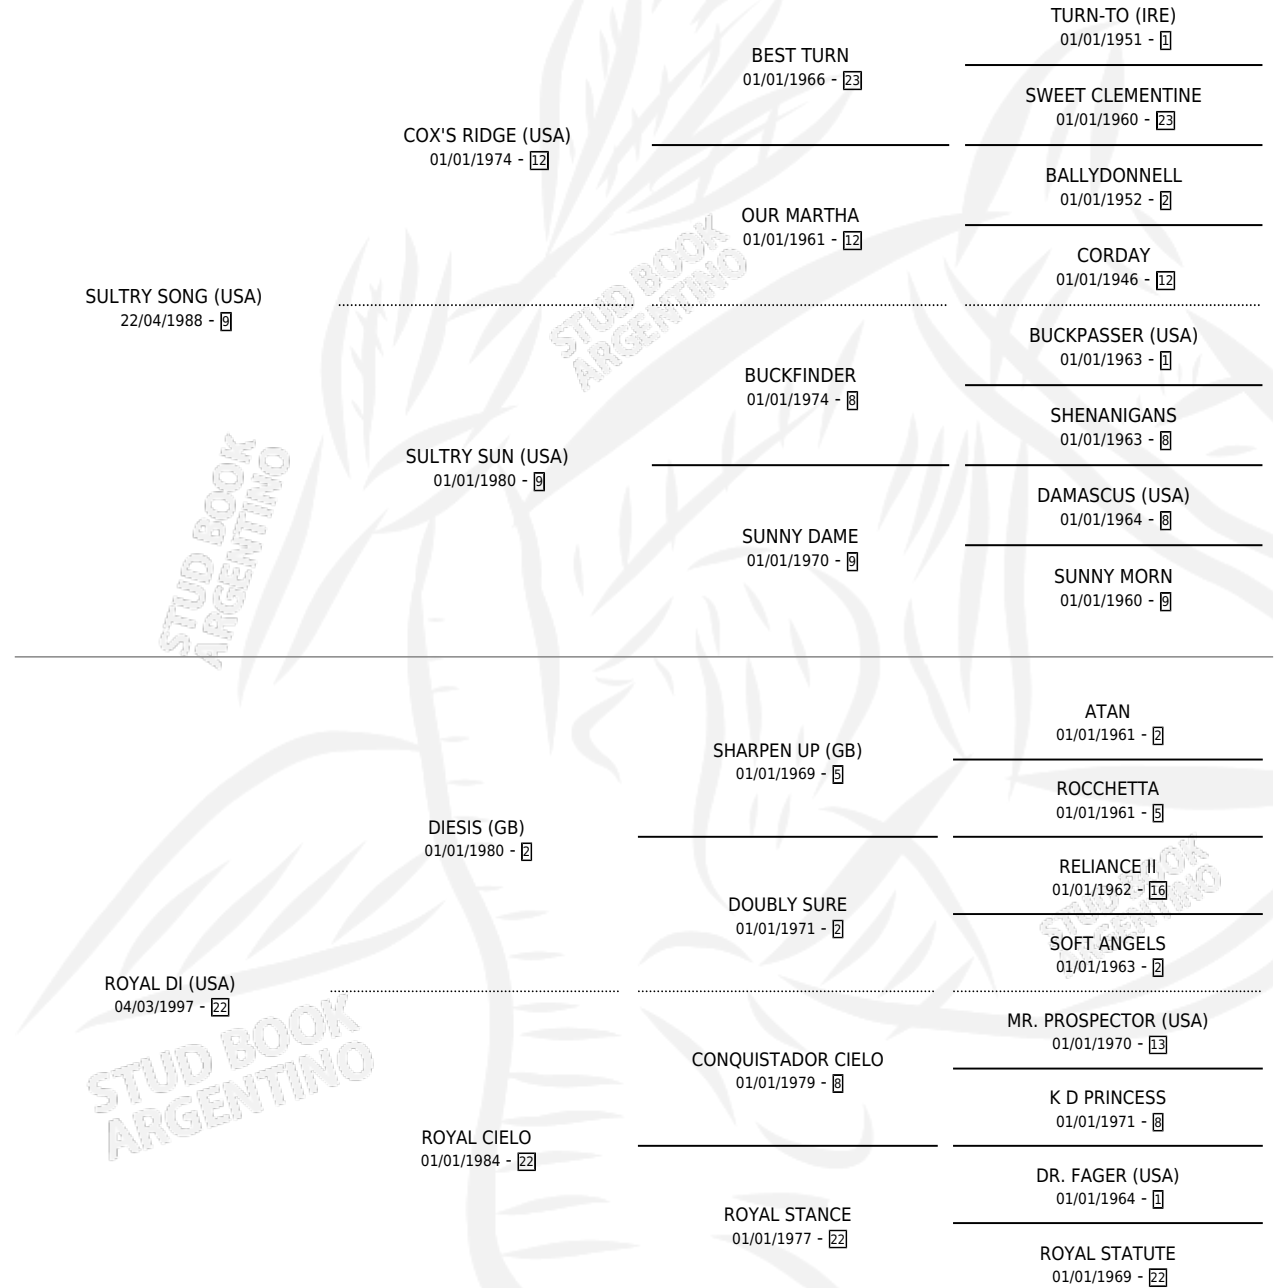 TURN-TO (IRE)
01/01/1951 - 1
BEST TURN
01/01/1966 - 23
SWEET CLEMENTINE
01/01/1960 - 23
COX'S RIDGE (USA)
01/01/1974 - 12
BALLYDONNELL
01/01/1952 - 2
OUR MARTHA
01/01/1961 - 12
CORDAY
01/01/1946 - 12
SULTRY SONG (USA)
22/04/1988 - 9
BUCKPASSER (USA)
01/01/1963 - 1
BUCKFINDER
01/01/1974 - 8
SHENANIGANS
01/01/1963 - 8
SULTRY SUN (USA)
01/01/1980 - 9
DAMASCUS (USA)
01/01/1964 - 8
SUNNY DAME
01/01/1970 - 9
SUNNY MORN
01/01/1960 - 9
STUD BOOK
ARGENTINO
STUD BOOK
ARGENTINO
ATAN
01/01/1961 - 2
SHARPEN UP (GB)
01/01/1969 - 5
ROCCHETTA
01/01/1961 - 5
DIESIS (GB)
01/01/1980 - 2
RELIANCE II
01/01/1962 - 16
DOUBLY SURE
01/01/1971 - 2
SOFT ANGELS
01/01/1963 - 2
STUD BOOK
ARGENTINO
ROYAL DI (USA)
04/03/1997 - 22
MR. PROSPECTOR (USA)
01/01/1970 - 13
CONQUISTADOR CIELO
01/01/1979 - 8
K D PRINCESS
01/01/1971 - 8
STUD BOOK
ARGENTINO
ROYAL CIELO
01/01/1984 - 22
DR. FAGER (USA)
01/01/1964 - 1
ROYAL STANCE
01/01/1977 - 22
ROYAL STATUTE
01/01/1969 - 22